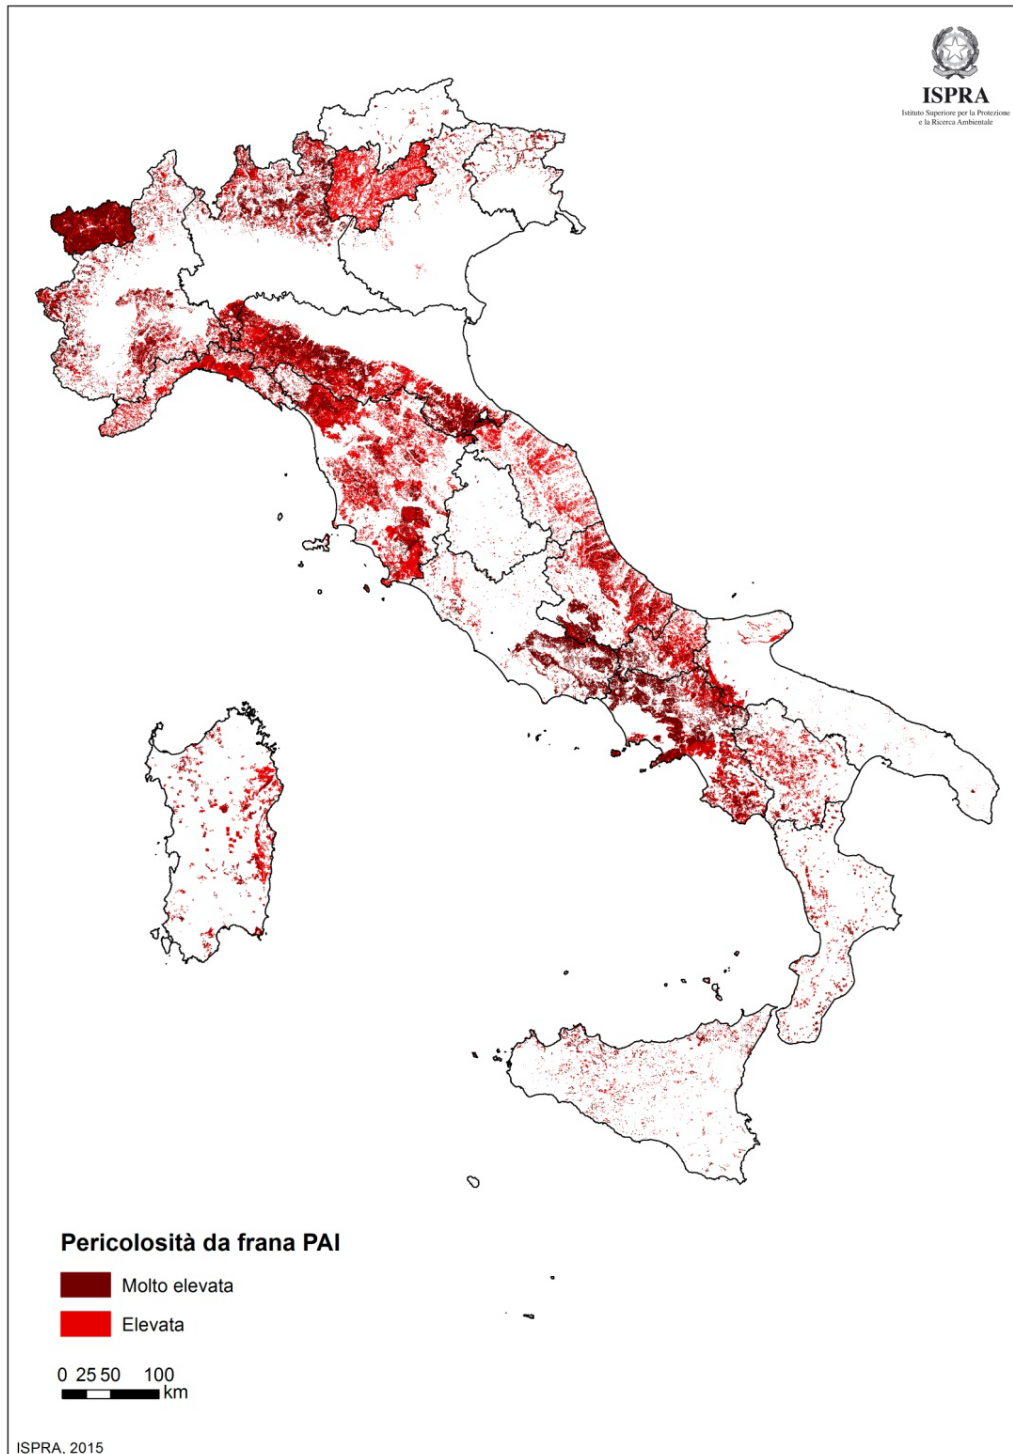 ISPRA
Istituto Superiore per la Protezione
e la Ricerca Ambientale
Pericolosità da frana PAI
Molto elevata
Elevata
0 25 50 100
km
ISPRA, 2015